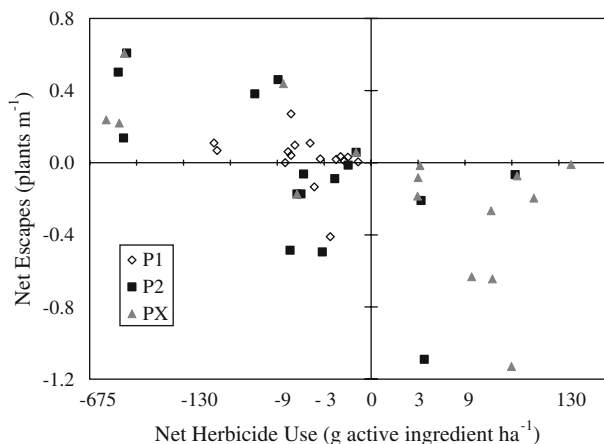 0.8
0.4
0.0
-0.4
-0.8
-1.2
Net Escapes (plants m-1)
P1
P2
PX
-675 -130 -9 - 3 0 3 9 130
Net Herbicide Use (g active ingredient ha-1)